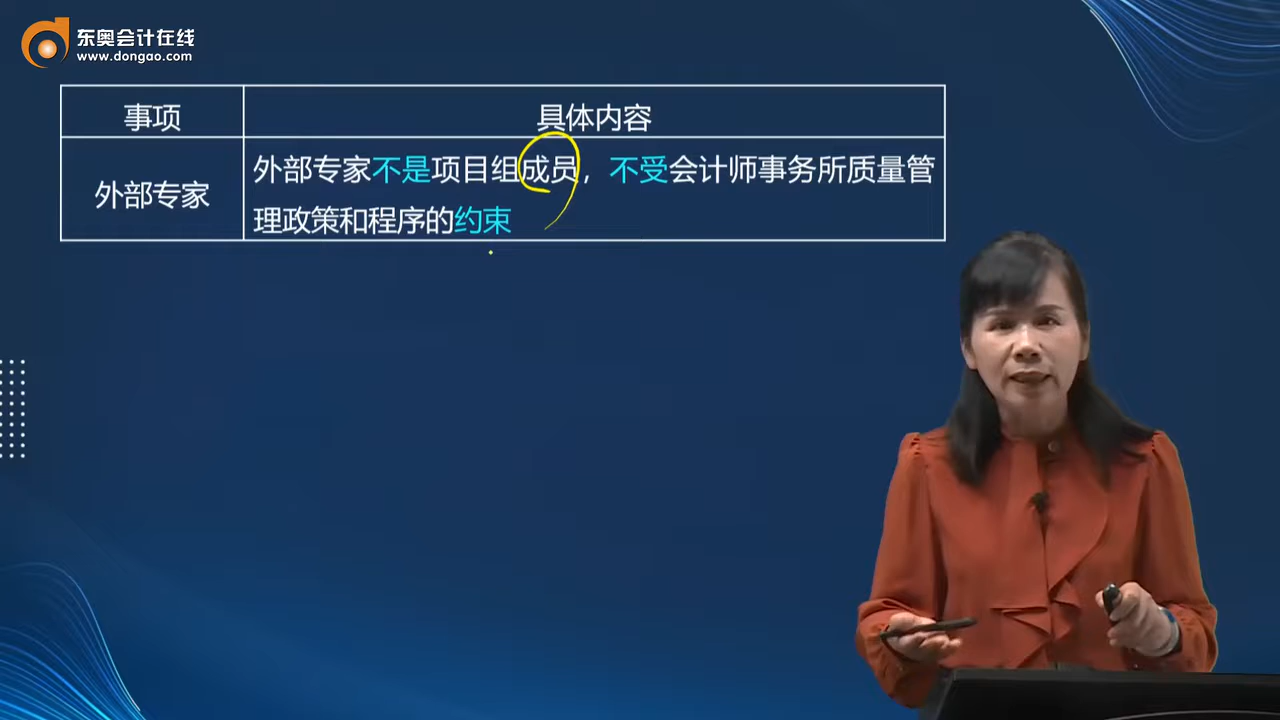 东奥会计在线
www.dongao.com
事项
具体内容
外部专家
外部专家不是项目组成员，不受会计师事务所质量管
理政策和程序的约束